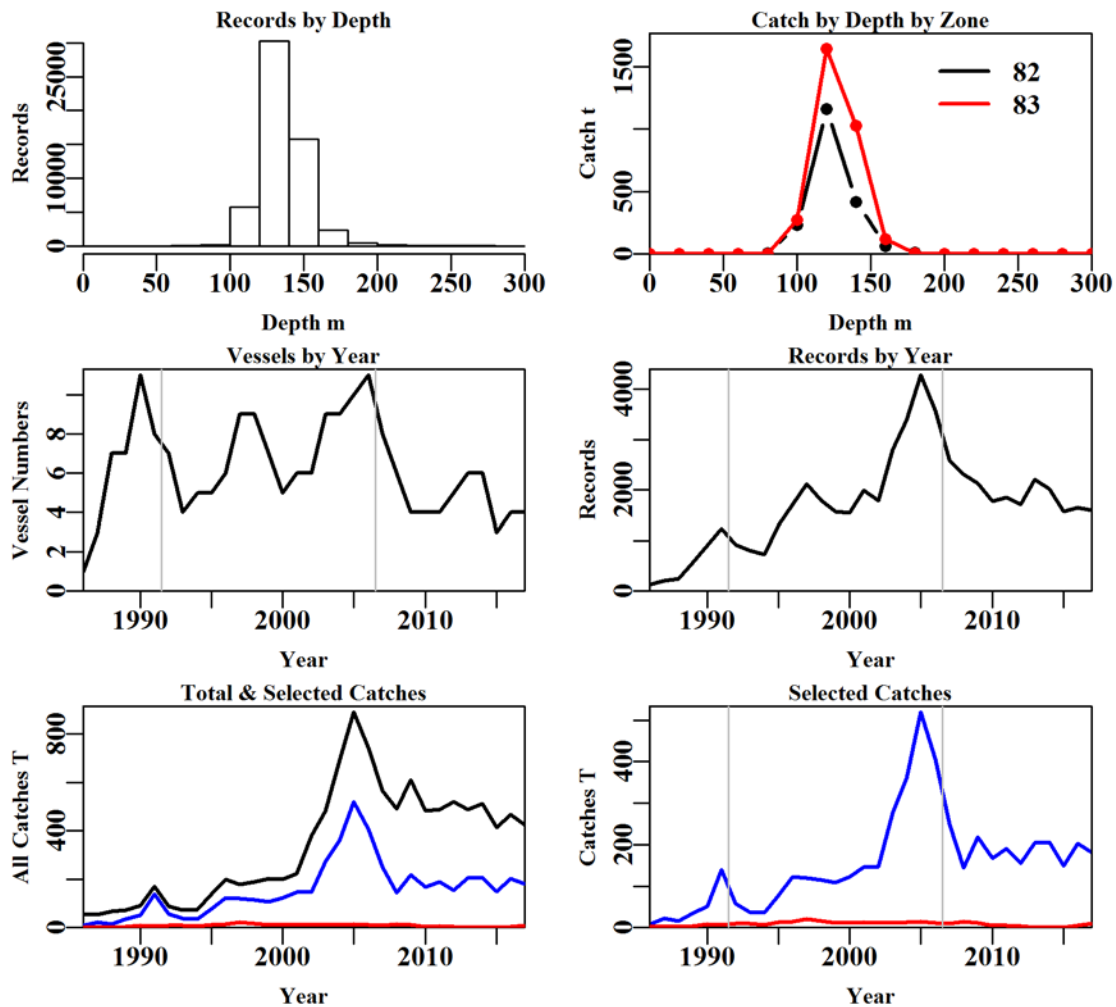 Records by Depth
Records
0 10000 25000
0 50 100 150 200 250 300
Depth m
Catch by Depth by Zone
Catch t
0 500 1500
82
83
0 50 100 150 200 250 300
Depth m
Vessels by Year
Vessel Numbers
0 2 4 6 8
1990 2000 2010
Year
Records by Year
Records
0 2000 4000
1990 2000 2010
Year
Total & Selected Catches
All Catches T
0 400 800
1990 2000 2010
Year
Selected Catches
Catches T
0 200 400
1990 2000 2010
Year